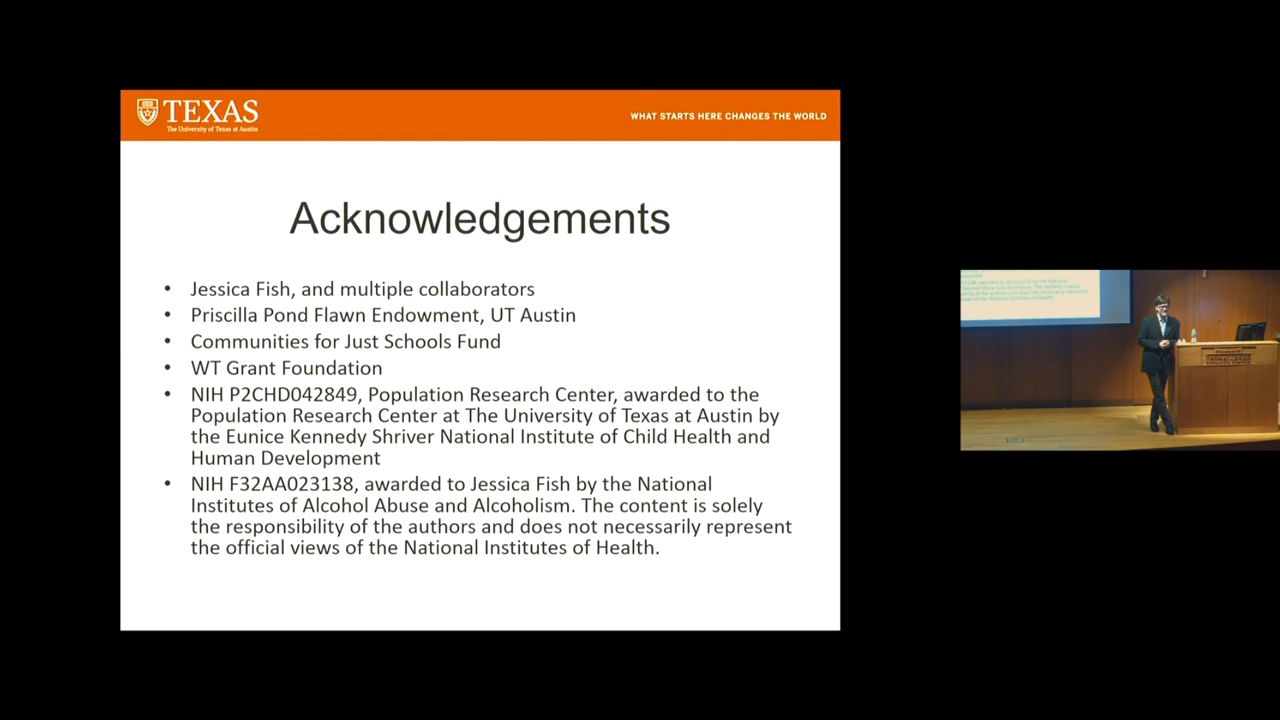 TEXAS
The University of Texas at Austin
WHAT STARTS HERE CHANGES THE WORLD
Acknowledgements
• Jessica Fish, and multiple collaborators
• Priscilla Pond Flawn Endowment, UT Austin
• Communities for Just Schools Fund
• WT Grant Foundation
• NIH P2CHD042849, Population Research Center, awarded to the
Population Research Center at The University of Texas at Austin by
the Eunice Kennedy Shriver National Institute of Child Health and
Human Development
• NIH F32AA023138, awarded to Jessica Fish by the National
Institutes of Alcohol Abuse and Alcoholism. The content is solely
the responsibility of the authors and does not necessarily represent
the official views of the National Institutes of Health.